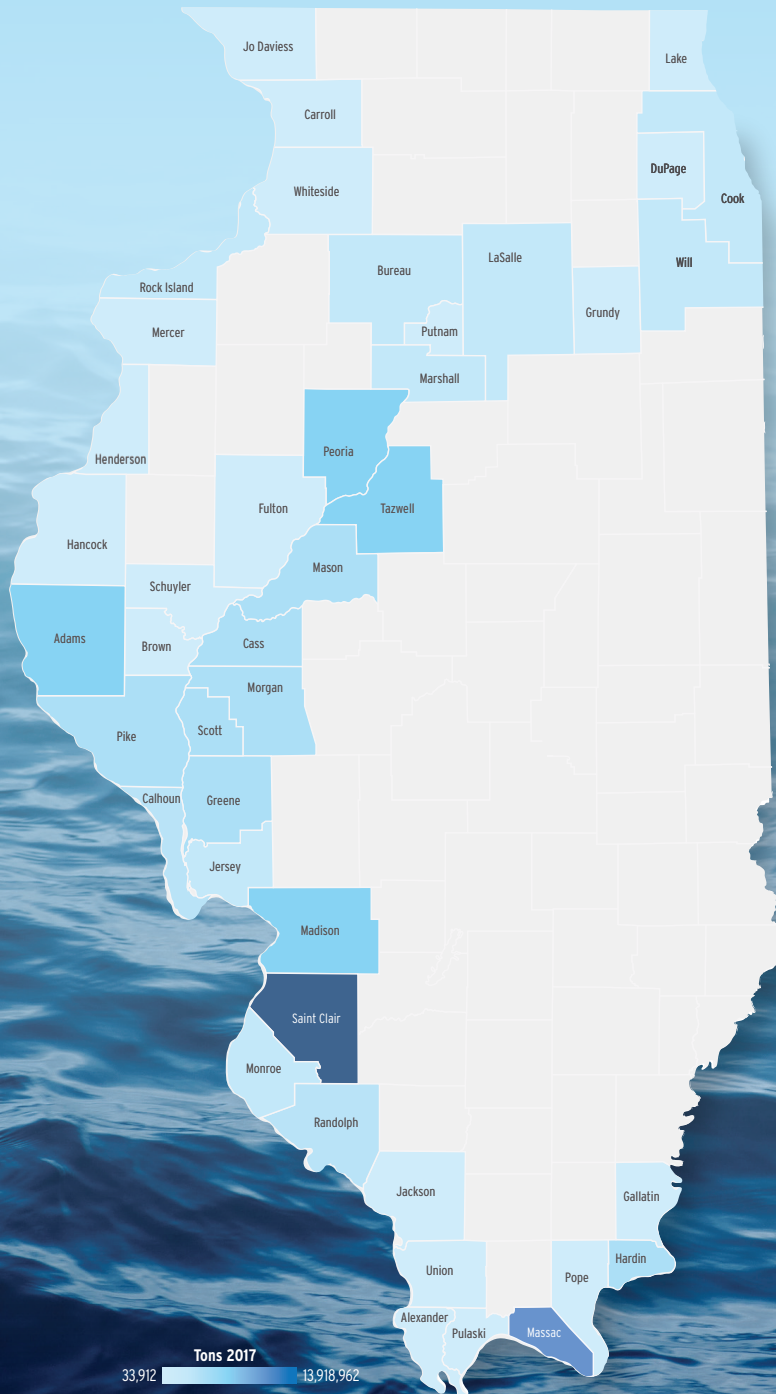 Jo Daviess
Lake
Carroll
DuPage
Whiteside
Cook
LaSalle
Will
Bureau
Rock Island
Grundy
Putnam
Mercer
Marshall
Peoria
Henderson
Fulton
Tazwell
Hancock
Mason
Schuyler
Adams
Brown
Cass
Morgan
Scott
Pike
Calhoun
Greene
Jersey
Madison
Saint Clair
Monroe
Randolph
Jackson
Gallatin
Hardin
Union
Pope
Alexander
Pulaski
Massac
Tons 2017
33,912 13,918,962